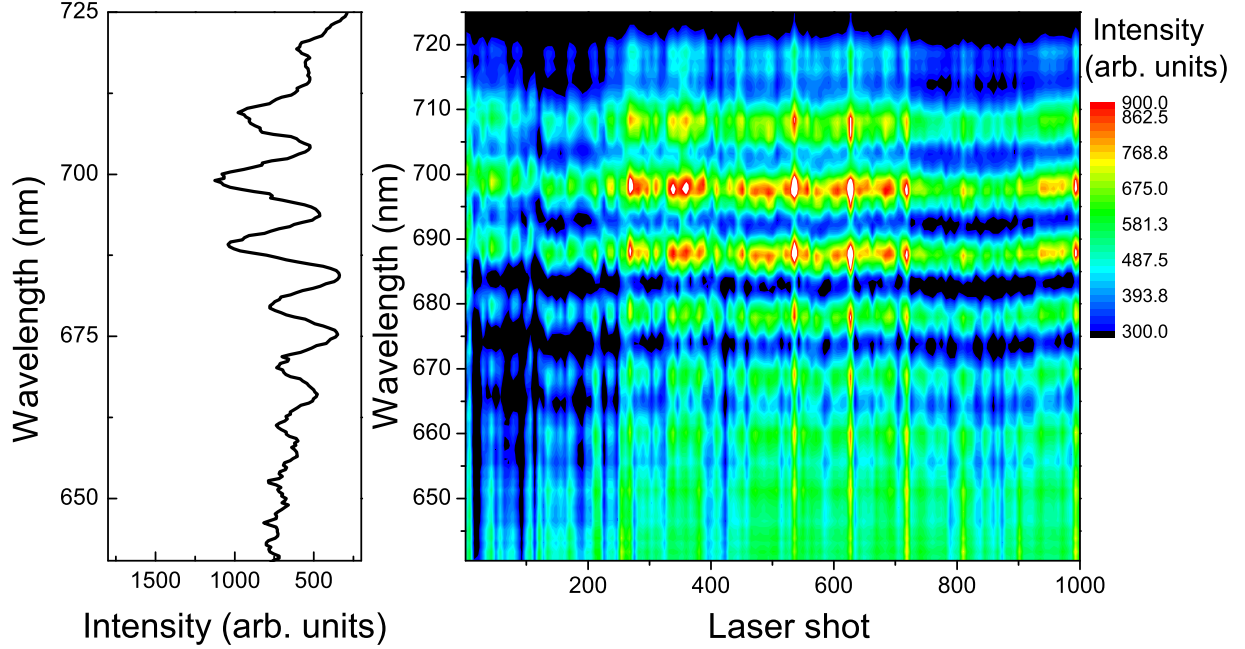 725
700
675
650
Wavelength (nm)
1500 1000 500
Intensity (arb. units)
720
710
700
690
680
670
660
650
Wavelength (nm)
200 400 600 800 1000
Laser shot
Intensity
(arb. units)
900.0
862.5
768.8
675.0
581.3
487.5
393.8
300.0